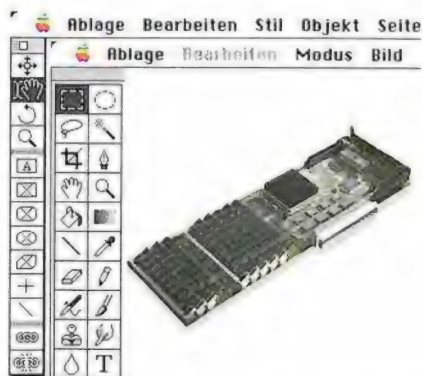 Ablage Bearbeiten Stil Objekt Seite
Ablage Bearbeiten Modus Bild
A
T